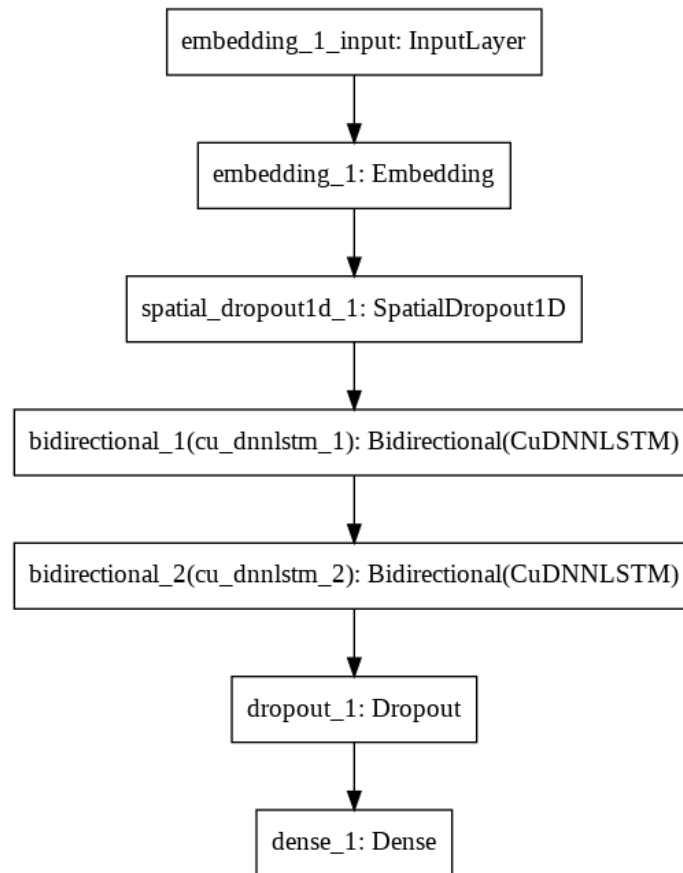 embedding_1_input: InputLayer
embedding_1: Embedding
spatial_dropout1d_1: SpatialDropout1D
bidirectional_1(cu_dnnlstm_1): Bidirectional(CuDNNLSTM)
bidirectional_2(cu_dnnlstm_2): Bidirectional(CuDNNLSTM)
dropout_1: Dropout
dense_1: Dense